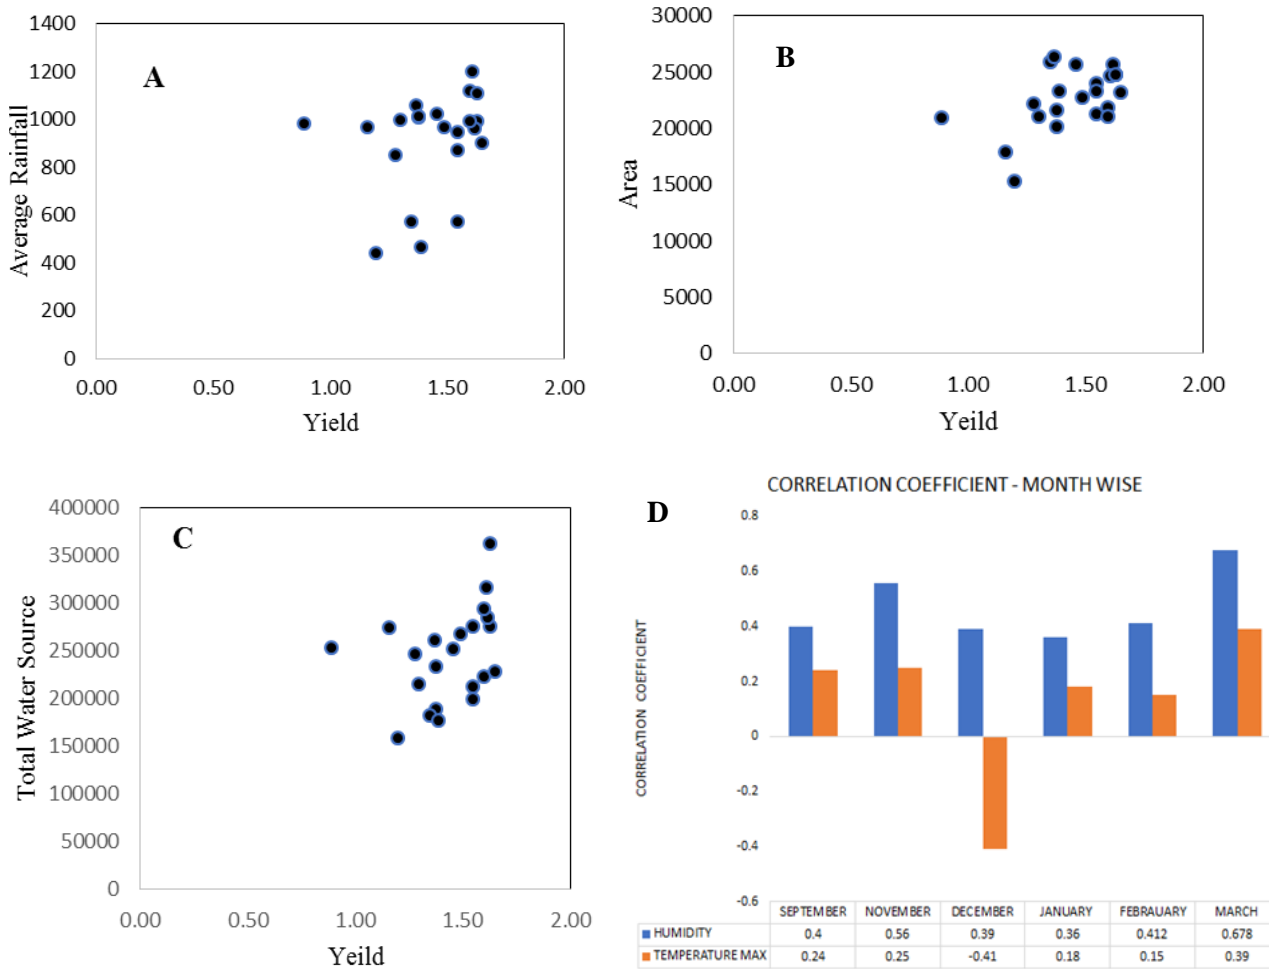 A
1400
1200
1000
800
600
400
200
0
Average Rainfall
0.00 0.50 1.00 1.50 2.00
Yield
B
30000
25000
20000
15000
10000
5000
0
Area
0.00 0.50 1.00 1.50 2.00
Yeild
C
400000
350000
300000
250000
200000
150000
100000
50000
0
Total Water Source
0.00 0.50 1.00 1.50 2.00
Yeild
CORRELATION COEFFICIENT - MONTH WISE
D
0.8
0.6
0.4
0.2
0
-0.2
-0.4
-0.6
CORRELATION COEFFICIENT
SEPTEMBER NOVEMBER DECEMBER JANUARY FEBRAUARY MARCH
HUMIDITY 0.4 0.56 0.39 0.36 0.412 0.678
TEMPERATURE MAX 0.24 0.25 -0.41 0.18 0.15 0.39